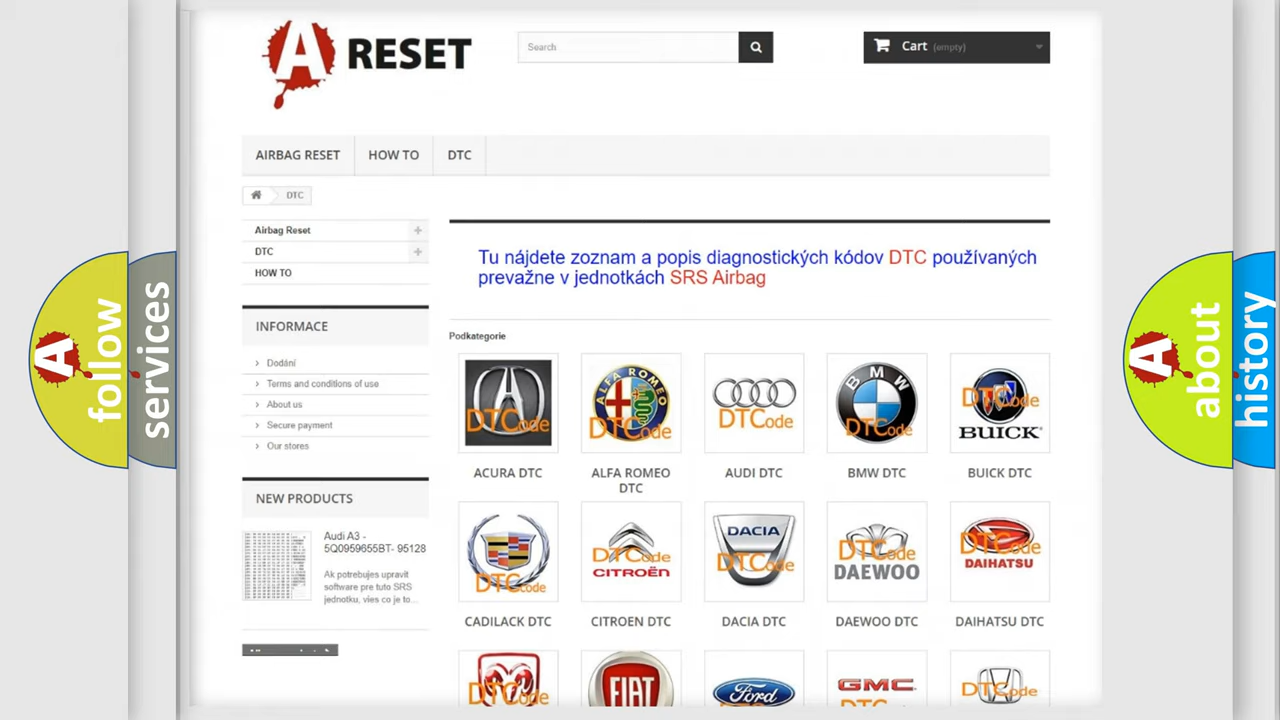 A RESET
Search
Cart (empty)
AIRBAG RESET
HOW TO
DTC
DTC
Airbag Reset
DTC
HOW TO
INFORMACE
Dodání
Terms and conditions of use
About us
Secure payment
Our stores
NEW PRODUCTS
Audi A3 -
5Q0959655BT- 95128
Ak potrebujes upravit
software pre tuto SRS
jednotku, vies co je to...
Tu nájdete zoznam a popis diagnostických kódov DTC používaných
prevažne v jednotkách SRS Airbag
Podkategorie
DTCode
ALFA ROMEO
DTCode
DTCode
BMW
DTCode
DTCode
BUICK
ACURA DTC
ALFA ROMEO
DTC
AUDI DTC
BMW DTC
BUICK DTC
DTCode
DTCode
CITROËN
DACIA
DTCode
DTCode
DAEWOO
DTCode
DAIHATSU
CADILACK DTC
CITROEN DTC
DACIA DTC
DAEWOO DTC
DAIHATSU DTC
DTCode
FIAT
Ford
GMC
DTCode
A follow
services
A about
history